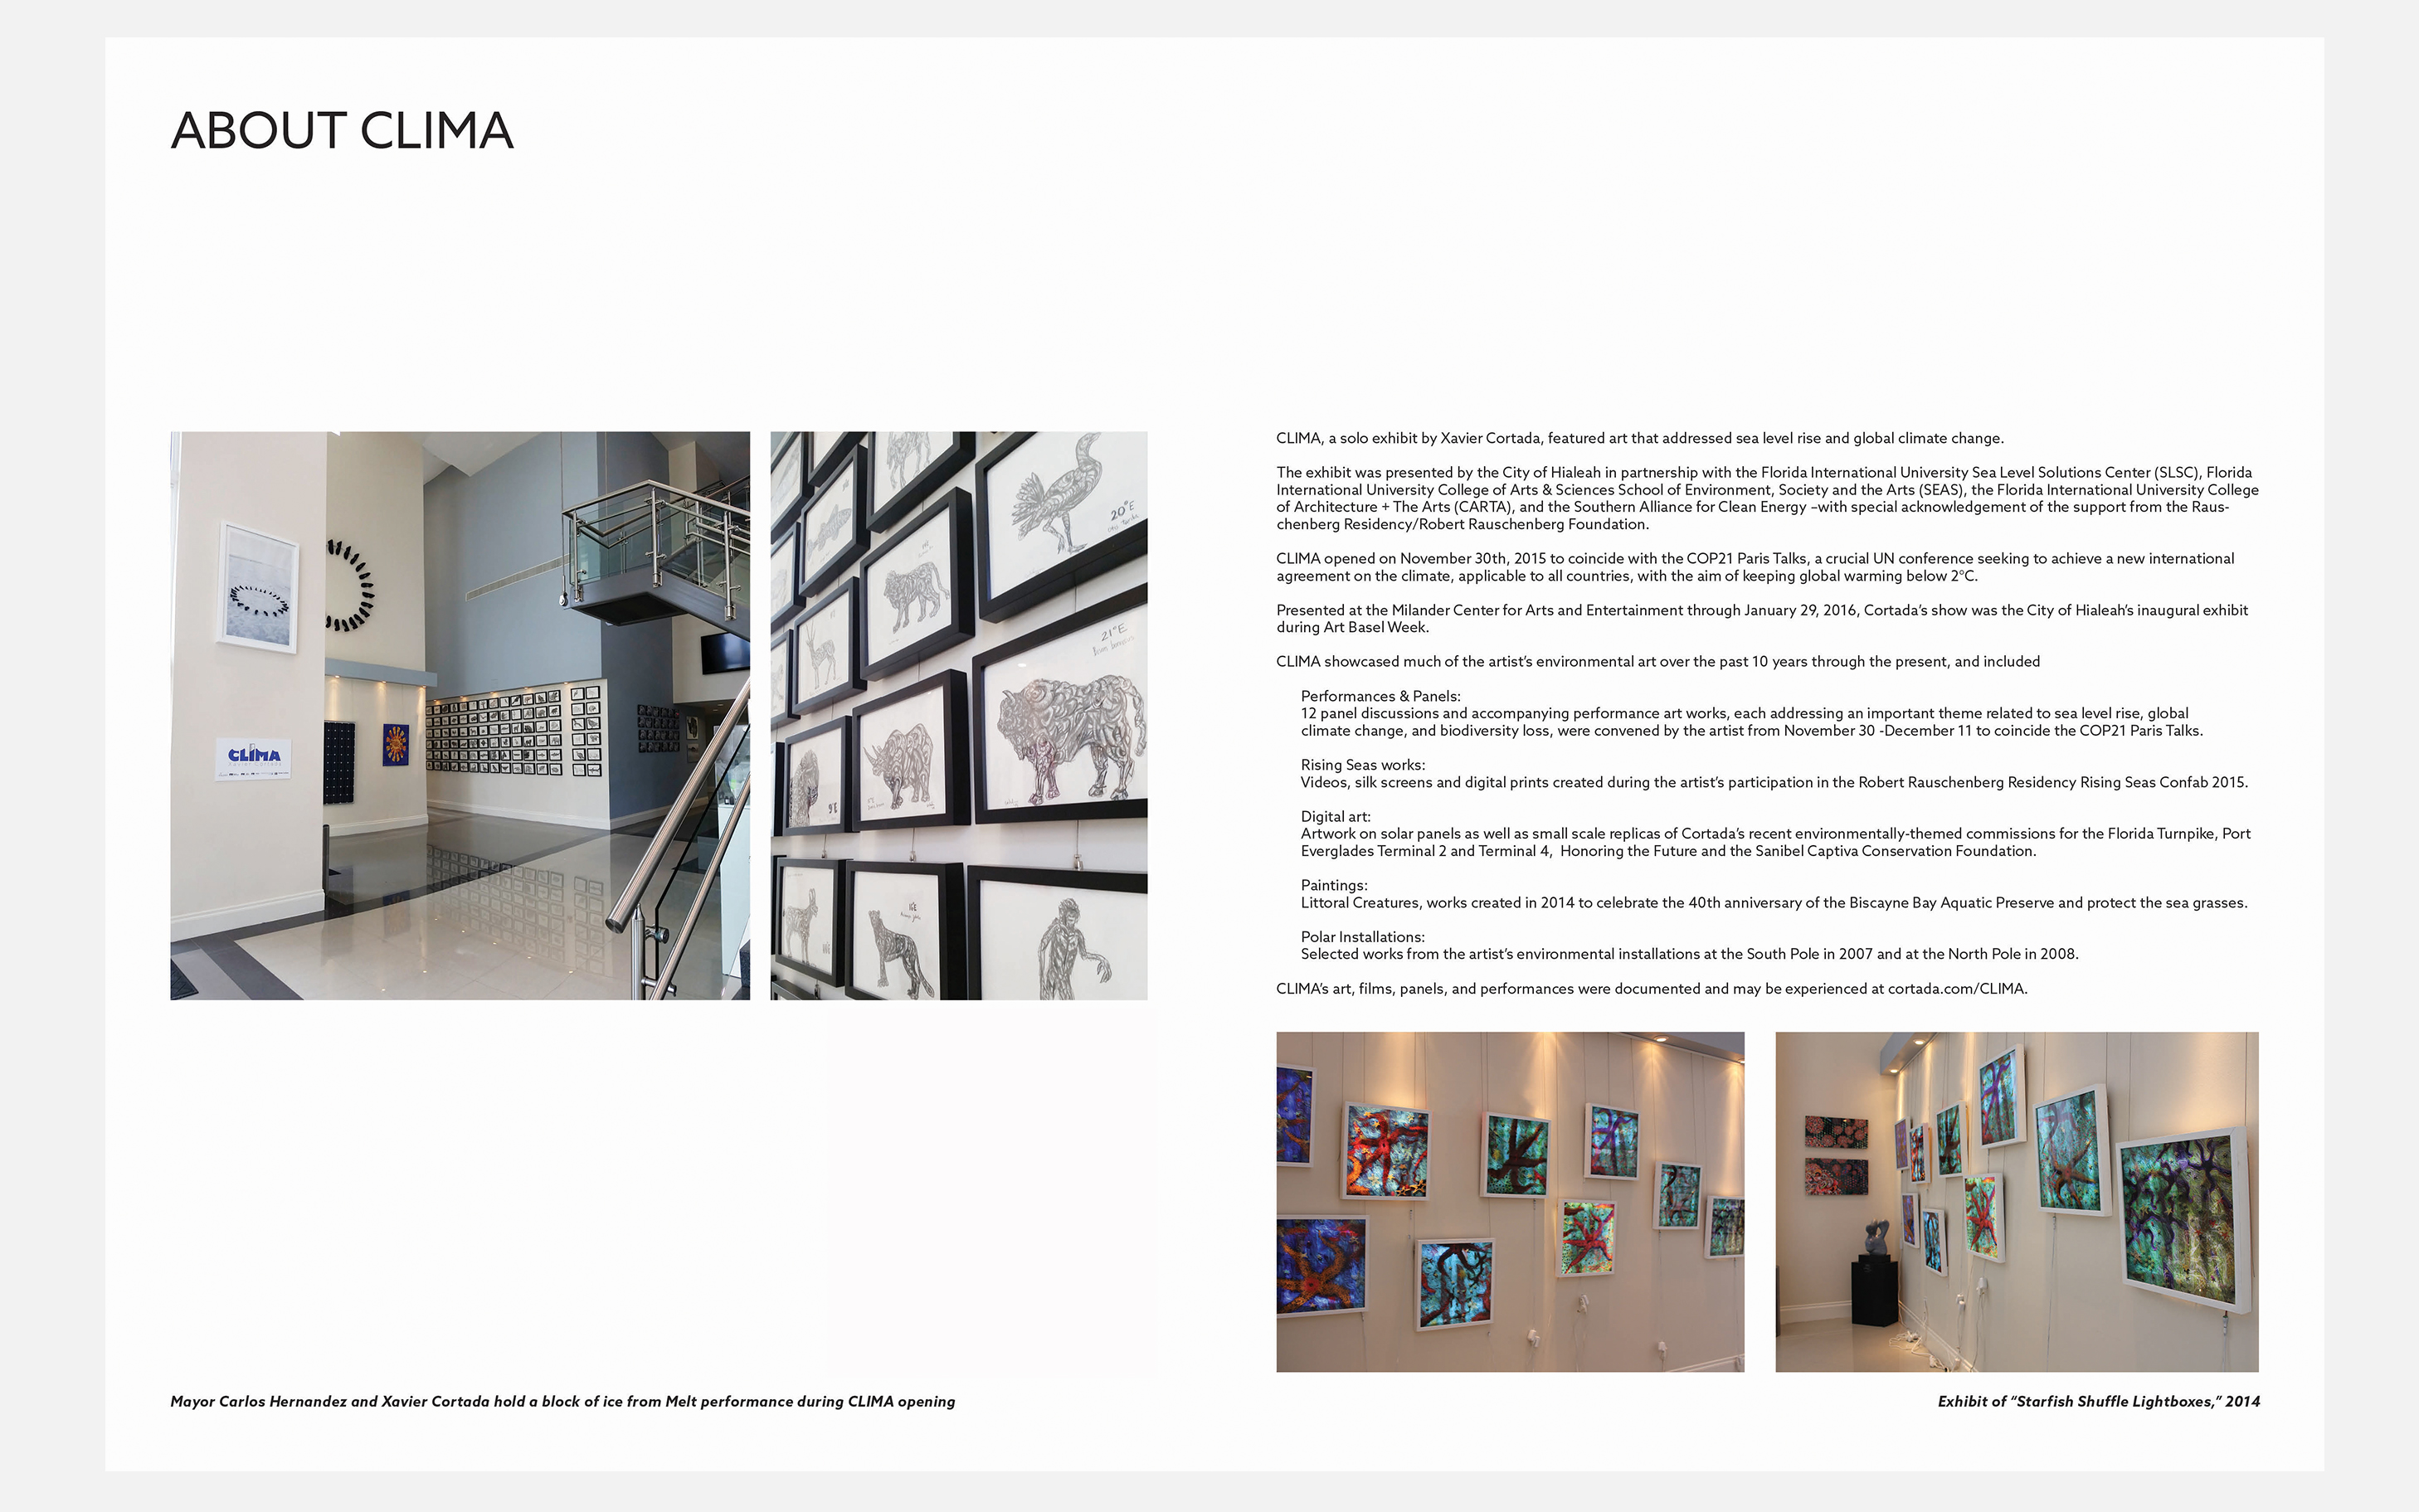 ABOUT CLIMA
CLIMA
20°E
21°E
9°E
16°E
CLIMA, a solo exhibit by Xavier Cortada, featured art that addressed sea level rise and global climate change.
The exhibit was presented by the City of Hialeah in partnership with the Florida International University Sea Level Solutions Center (SLSC), Florida
International University College of Arts & Sciences School of Environment, Society and the Arts (SEAS), the Florida International University College
of Architecture + The Arts (CARTA), and the Southern Alliance for Clean Energy –with special acknowledgement of the support from the Raus-
chenberg Residency/Robert Rauschenberg Foundation.
CLIMA opened on November 30th, 2015 to coincide with the COP21 Paris Talks, a crucial UN conference seeking to achieve a new international
agreement on the climate, applicable to all countries, with the aim of keeping global warming below 2°C.
Presented at the Milander Center for Arts and Entertainment through January 29, 2016, Cortada's show was the City of Hialeah's inaugural exhibit
during Art Basel Week.
CLIMA showcased much of the artist's environmental art over the past 10 years through the present, and included
Performances & Panels:
12 panel discussions and accompanying performance art works, each addressing an important theme related to sea level rise, global
climate change, and biodiversity loss, were convened by the artist from November 30 -December 11 to coincide the COP21 Paris Talks.
Rising Seas works:
Videos, silk screens and digital prints created during the artist's participation in the Robert Rauschenberg Residency Rising Seas Confab 2015.
Digital art:
Artwork on solar panels as well as small scale replicas of Cortada's recent environmentally-themed commissions for the Florida Turnpike, Port
Everglades Terminal 2 and Terminal 4,  Honoring the Future and the Sanibel Captiva Conservation Foundation.
Paintings:
Littoral Creatures, works created in 2014 to celebrate the 40th anniversary of the Biscayne Bay Aquatic Preserve and protect the sea grasses.
Polar Installations:
Selected works from the artist's environmental installations at the South Pole in 2007 and at the North Pole in 2008.
CLIMA's art, films, panels, and performances were documented and may be experienced at cortada.com/CLIMA.
Mayor Carlos Hernandez and Xavier Cortada hold a block of ice from Melt performance during CLIMA opening
Exhibit of “Starfish Shuffle Lightboxes,” 2014